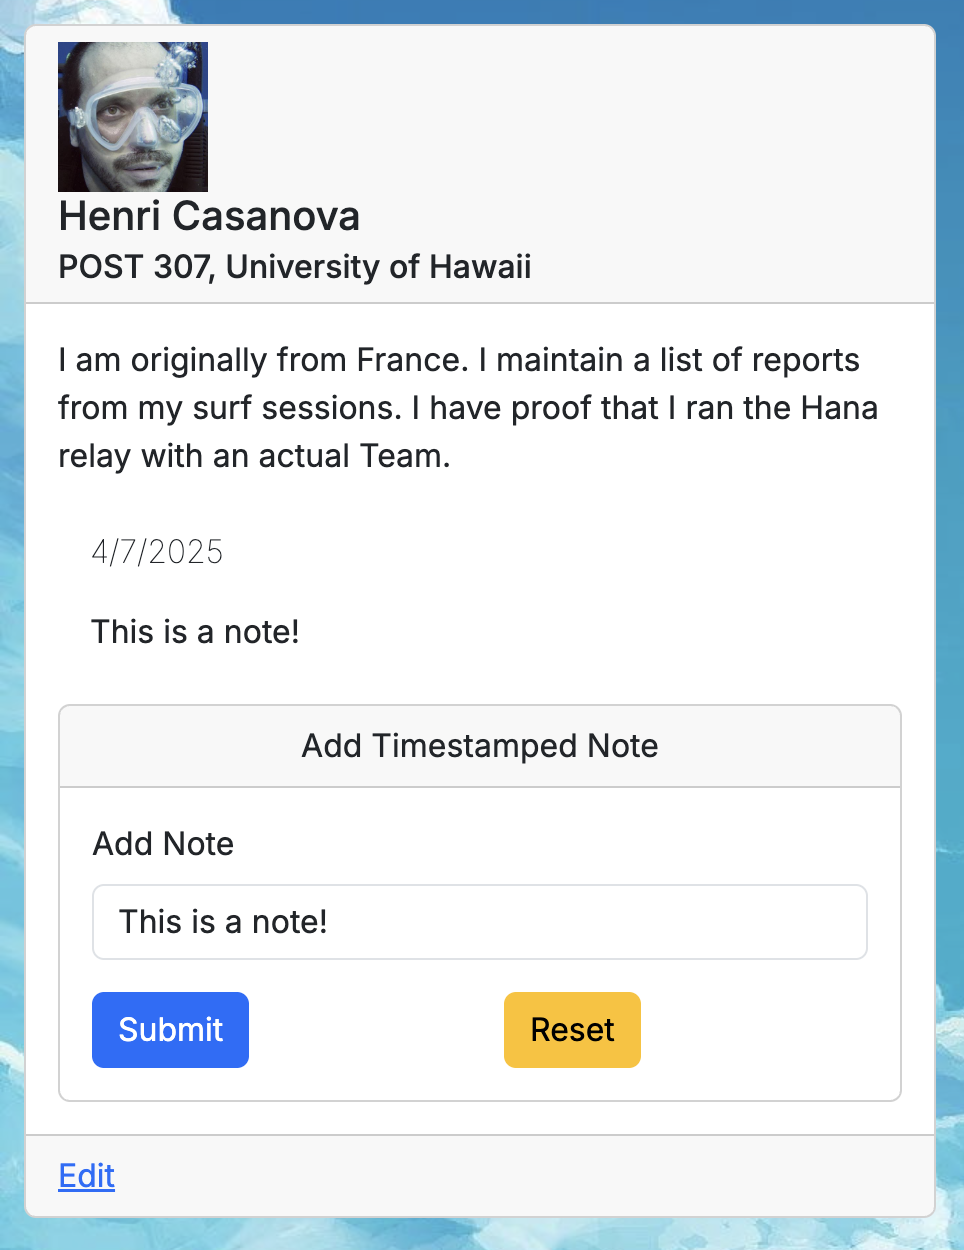 Henri Casanova
POST 307, University of Hawaii
I am originally from France. I maintain a list of reports
from my surf sessions. I have proof that I ran the Hana
relay with an actual Team.
4/7/2025
This is a note!
Add Timestamped Note
Add Note
This is a note!
Submit
Reset
Edit